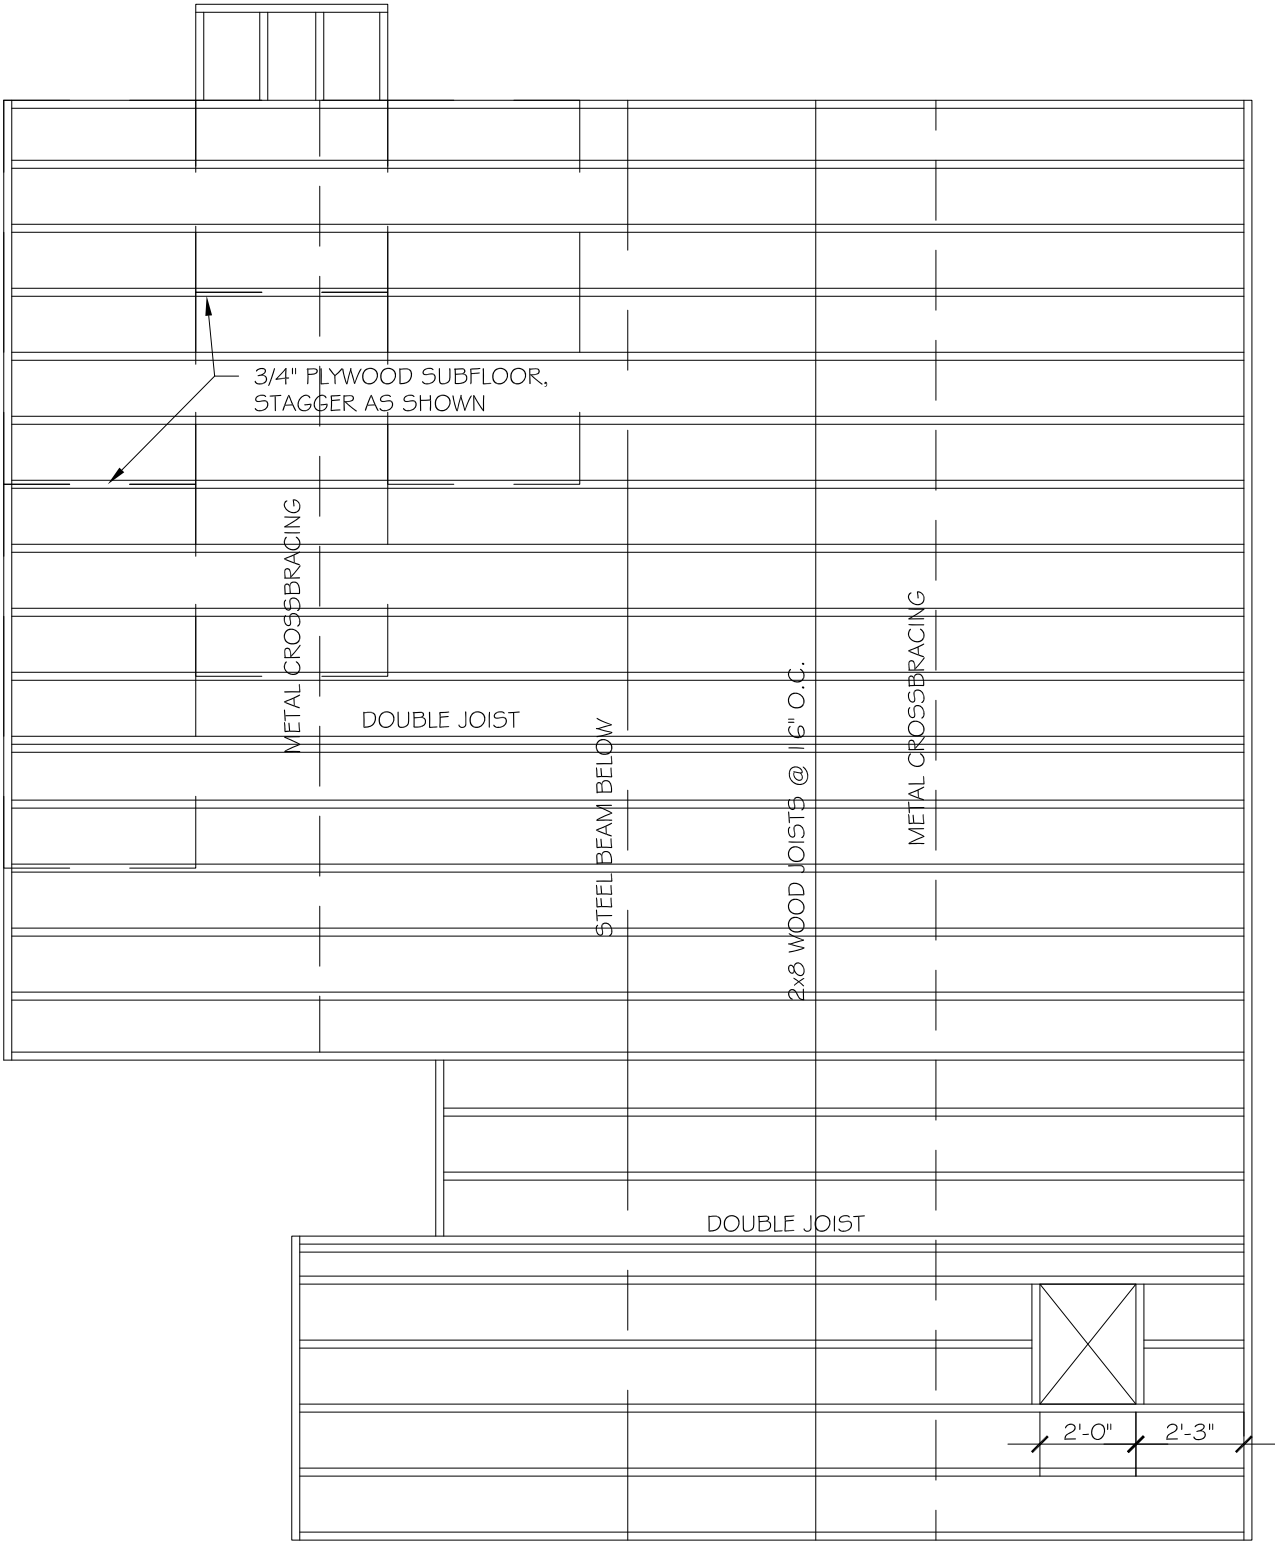 3/4" PLYWOOD SUBFLOOR,
STAGGER AS SHOWN
METAL CROSSBRACING
DOUBLE JOIST
STEEL BEAM BELOW
2x8 WOOD JOISTS @ 16" O.C.
METAL CROSSBRACING
DOUBLE JOIST
2'-0"
2'-3"